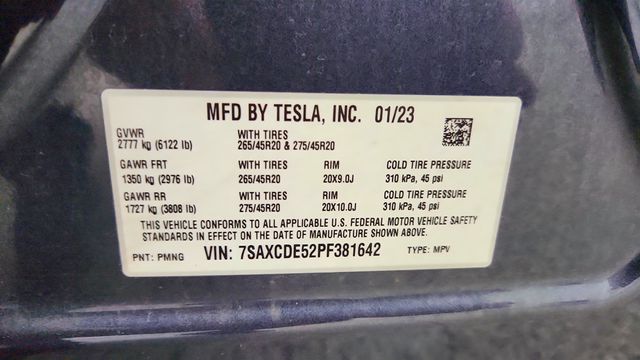 MFD BY TESLA, INC. 01/23
GVWR WITH TIRES
2777 kg (6122 lb) 265/45R20 & 275/45R20
GAWR FRT WITH TIRES RIM COLD TIRE PRESSURE
1350 kg (2976 lb) 265/45R20 20X9.0J 310 kPa, 45 psi
GAWR RR WITH TIRES RIM COLD TIRE PRESSURE
1727 kg (3808 lb) 275/45R20 20X10.0J 310 kPa, 45 psi
THIS VEHICLE CONFORMS TO ALL APPLICABLE U.S. FEDERAL MOTOR VEHICLE SAFETY
STANDARDS IN EFFECT ON THE DATE OF MANUFACTURE SHOWN ABOVE.
PNT: PMNG VIN: 7SAXCDE52PF381642 TYPE: MPV